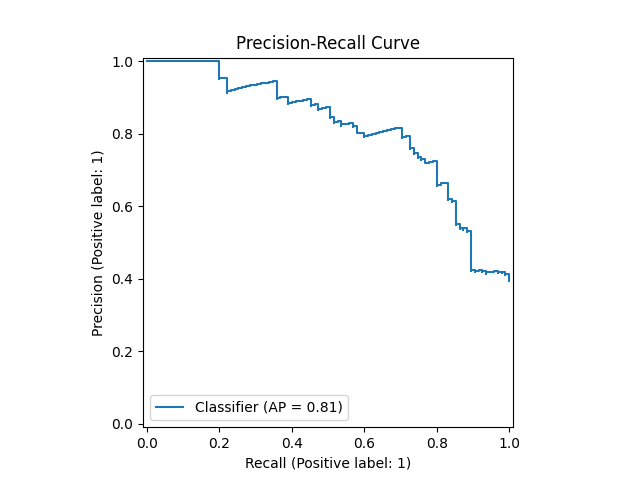 Precision-Recall Curve
1.0
0.8
0.6
0.4
0.2
0.0
Precision (Positive label: 1)
Classifier (AP = 0.81)
0.0 0.2 0.4 0.6 0.8 1.0
Recall (Positive label: 1)